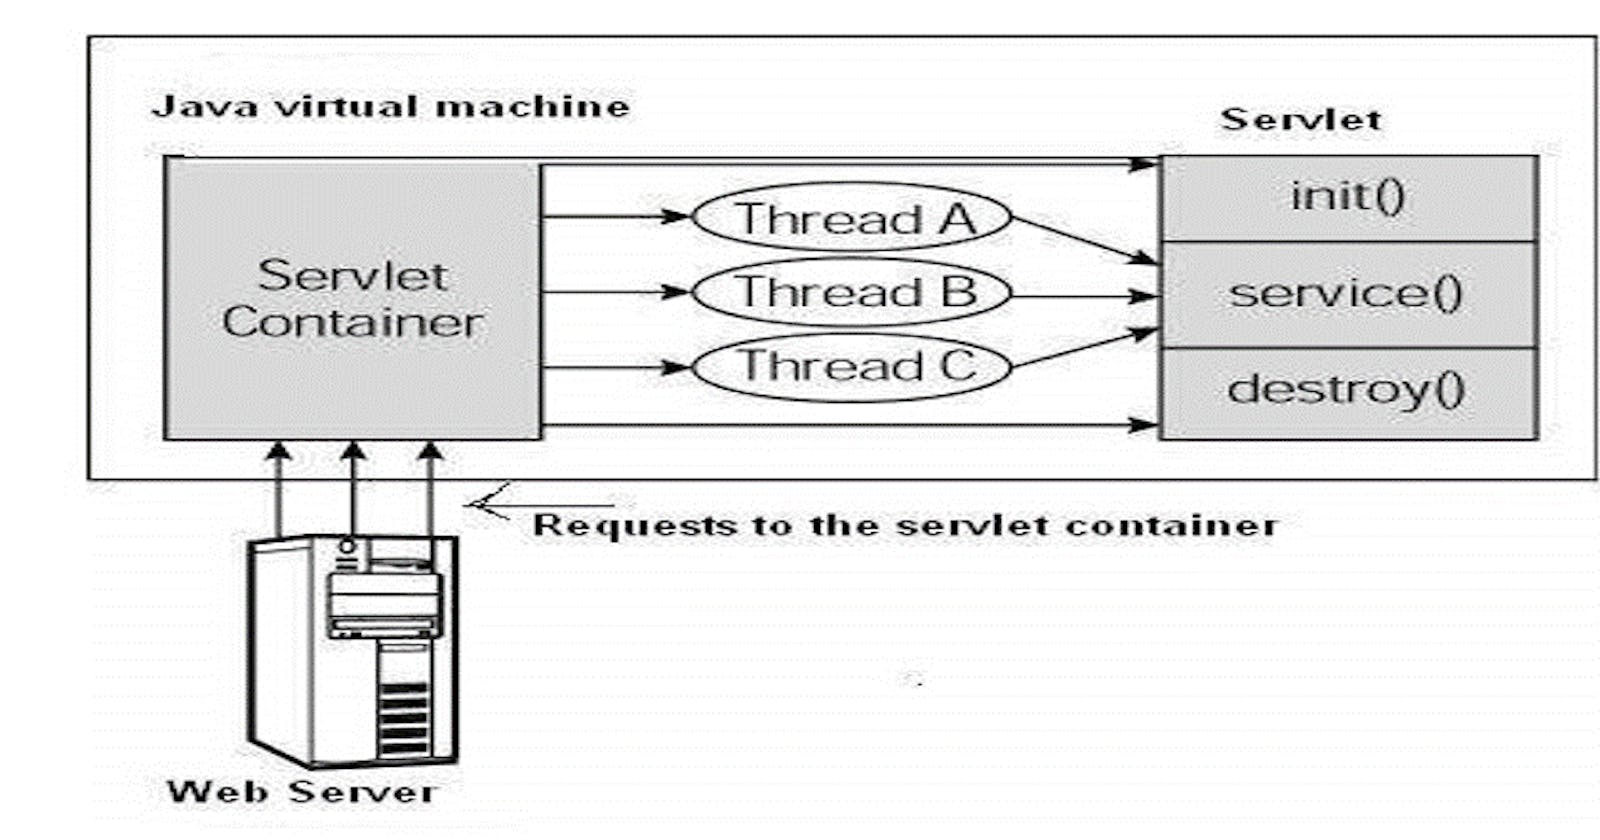 Java virtual machine
Servlet
Servlet
Container
Thread A
Thread B
Thread C
init()
service()
destroy()
Requests to the servlet container
Web Server